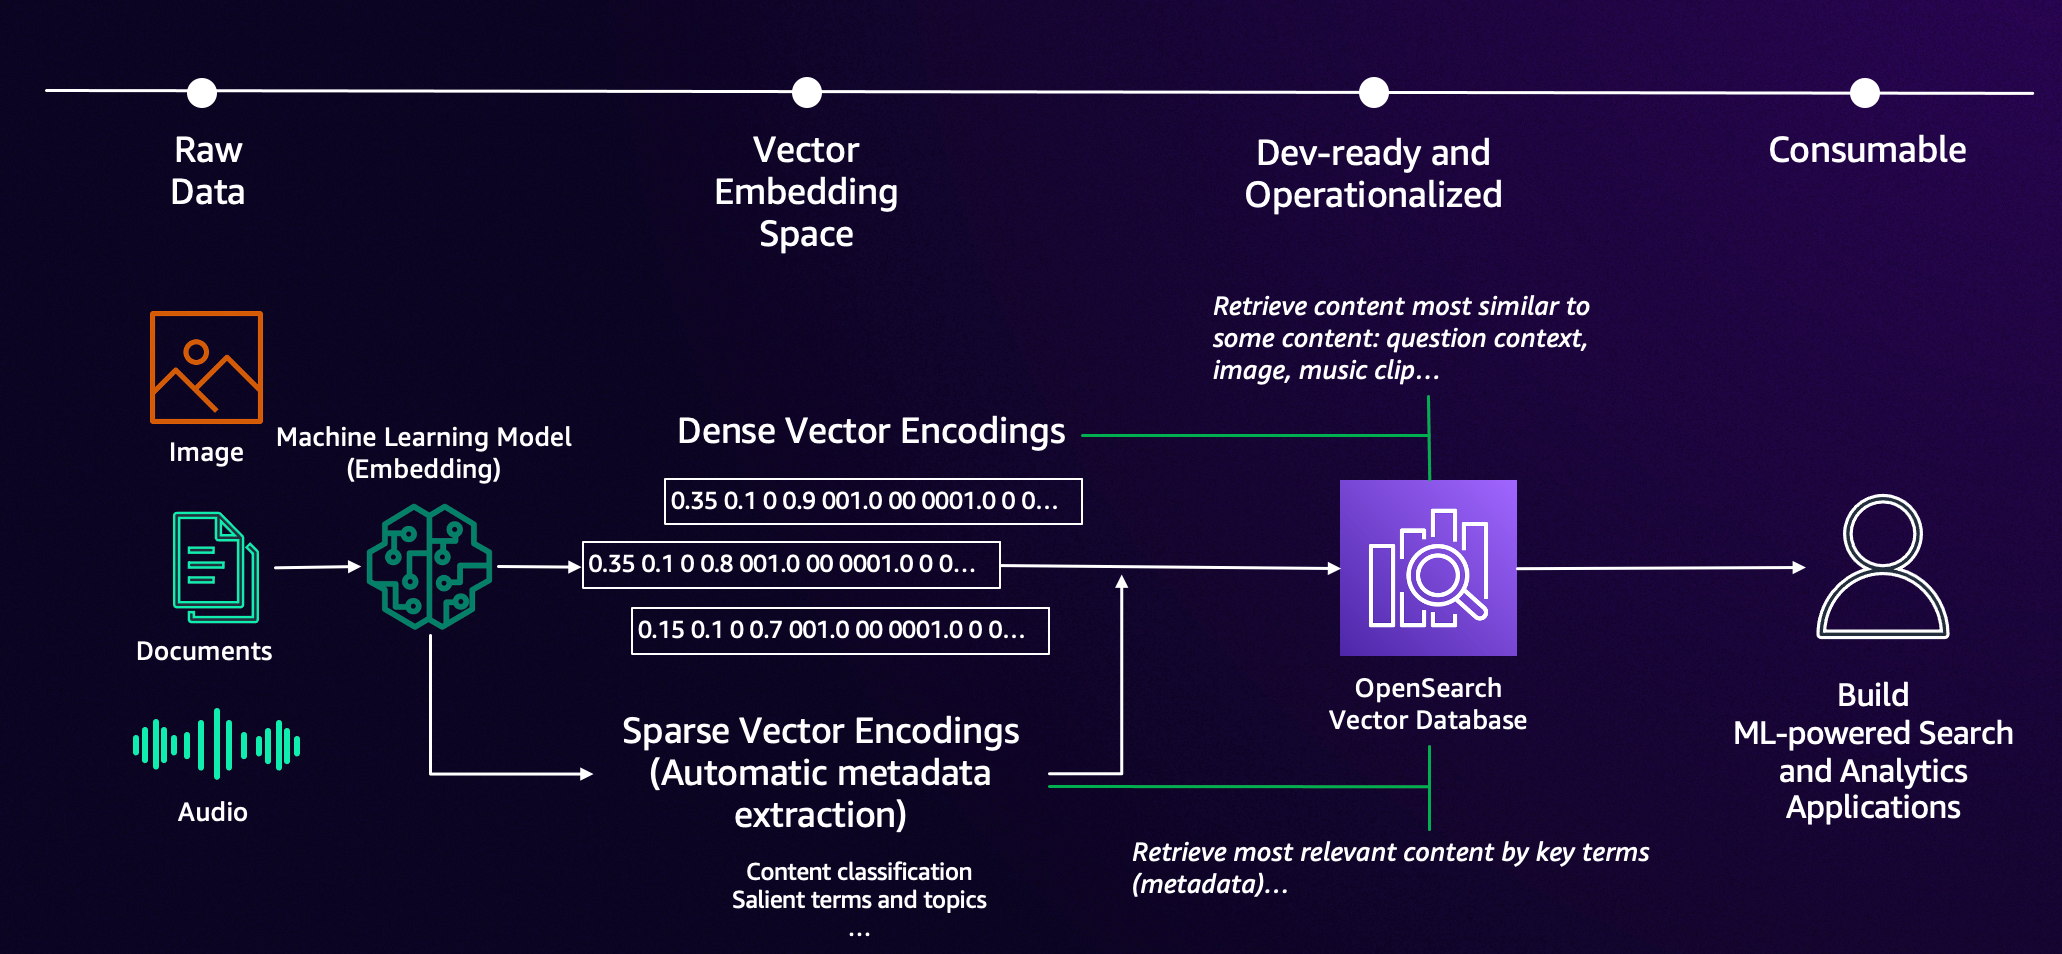 Raw
Data
Vector
Embedding
Space
Dev-ready and
Operationalized
Consumable
Retrieve content most similar to
some content: question context,
image, music clip...
Image
Machine Learning Model
(Embedding)
Dense Vector Encodings
0.35 0.1 0 0.9 001.0 00 0001.0 0 0...
0.35 0.1 0 0.8 001.0 00 0001.0 0 0...
0.15 0.1 0 0.7 001.0 00 0001.0 0 0...
Documents
Audio
Sparse Vector Encodings
(Automatic metadata
extraction)
Content classification
Salient terms and topics
...
OpenSearch
Vector Database
Retrieve most relevant content by key terms
(metadata)...
Build
ML-powered Search
and Analytics
Applications